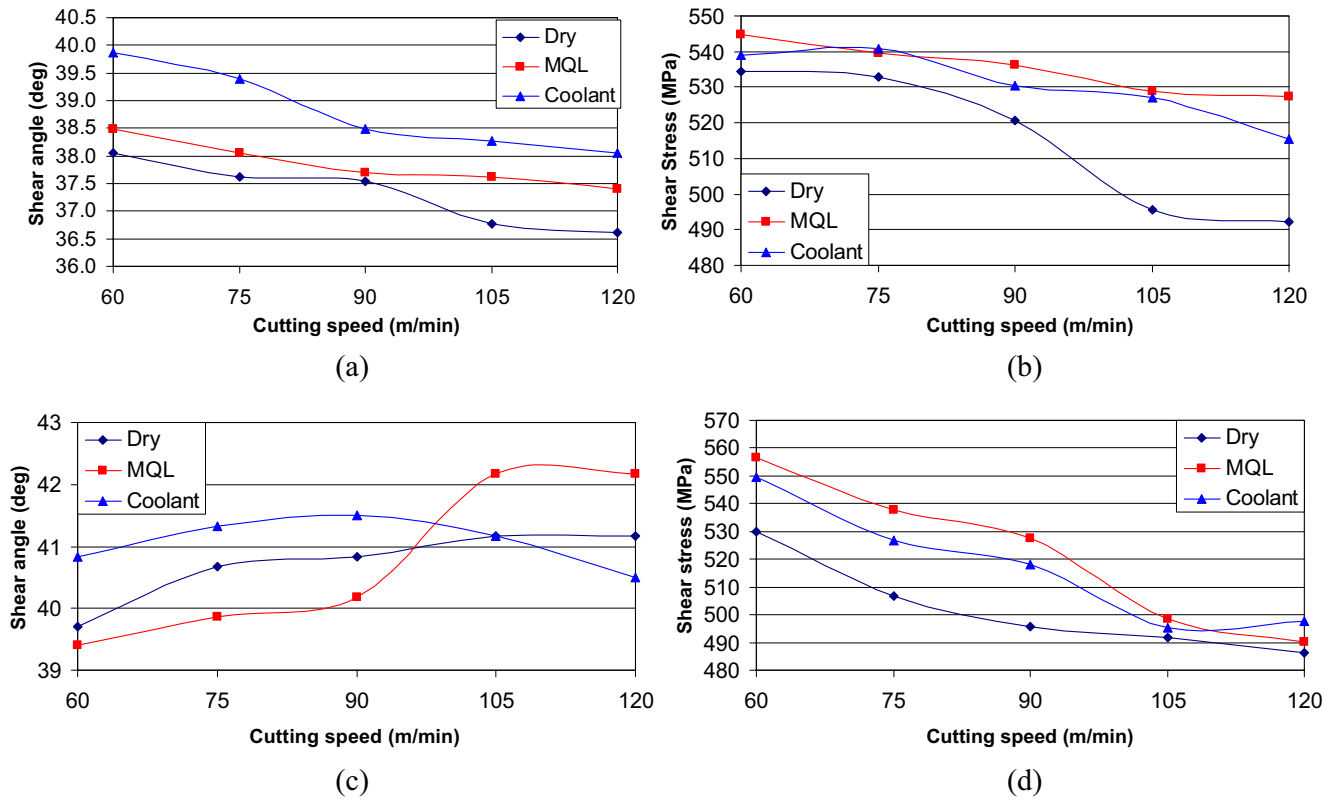 40.5
40.0
39.5
39.0
38.5
38.0
37.5
37.0
36.5
36.0
Shear angle (deg)
Dry
MQL
Coolant
60 75 90 105 120
Cutting speed (m/min)
(a)
550
540
530
520
510
500
490
480
Shear Stress (MPa)
Dry
MQL
Coolant
60 75 90 105 120
Cutting speed (m/min)
(b)
43
42
41
40
39
Shear angle (deg)
Dry
MQL
Coolant
60 75 90 105 120
Cutting speed (m/min)
(c)
570
560
550
540
530
520
510
500
490
480
Shear stress (MPa)
Dry
MQL
Coolant
60 75 90 105 120
Cutting speed (m/min)
(d)